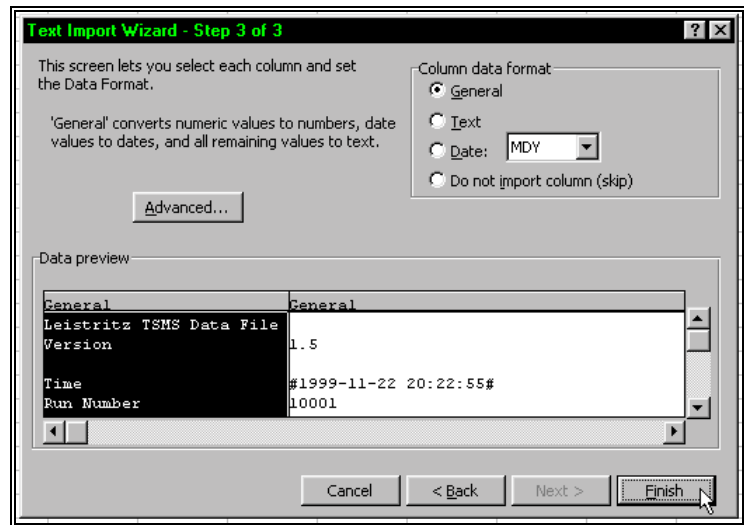 Text Import Wizard - Step 3 of 3
This screen lets you select each column and set
the Data Format.
'General' converts numeric values to numbers, date
values to dates, and all remaining values to text.
Advanced...
Column data format
General
Text
Date: MDY
Do not import column (skip)
Data preview
General General
Leistritz TSMS Data File
Version 1.5
Time #1999-11-22 20:22:55#
Run Number 10001
Cancel < Back Next > Finish